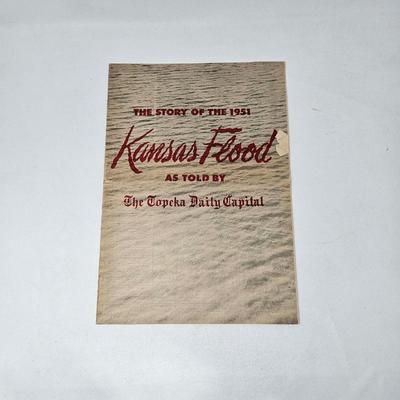 THE STORY OF THE 1951
Kansas Flood
AS TOLD BY
The Topeka Daily Capital